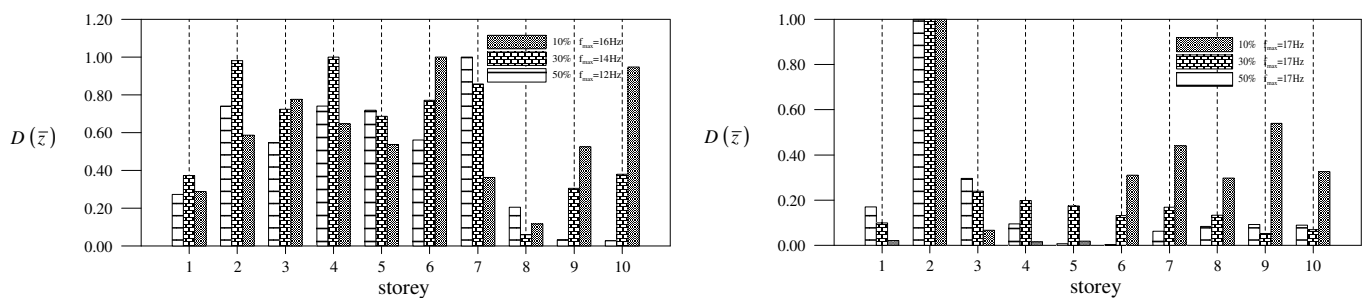 1.20
1.00
0.80
0.60
0.40
0.20
0.00
D (z̅)
10% f_max=16Hz
30% f_max=14Hz
50% f_max=12Hz
1 2 3 4 5 6 7 8 9 10
storey
1.00
0.80
0.60
0.40
0.20
0.00
D (z̅)
10% f_max=17Hz
30% f_max=17Hz
50% f_max=17Hz
1 2 3 4 5 6 7 8 9 10
storey